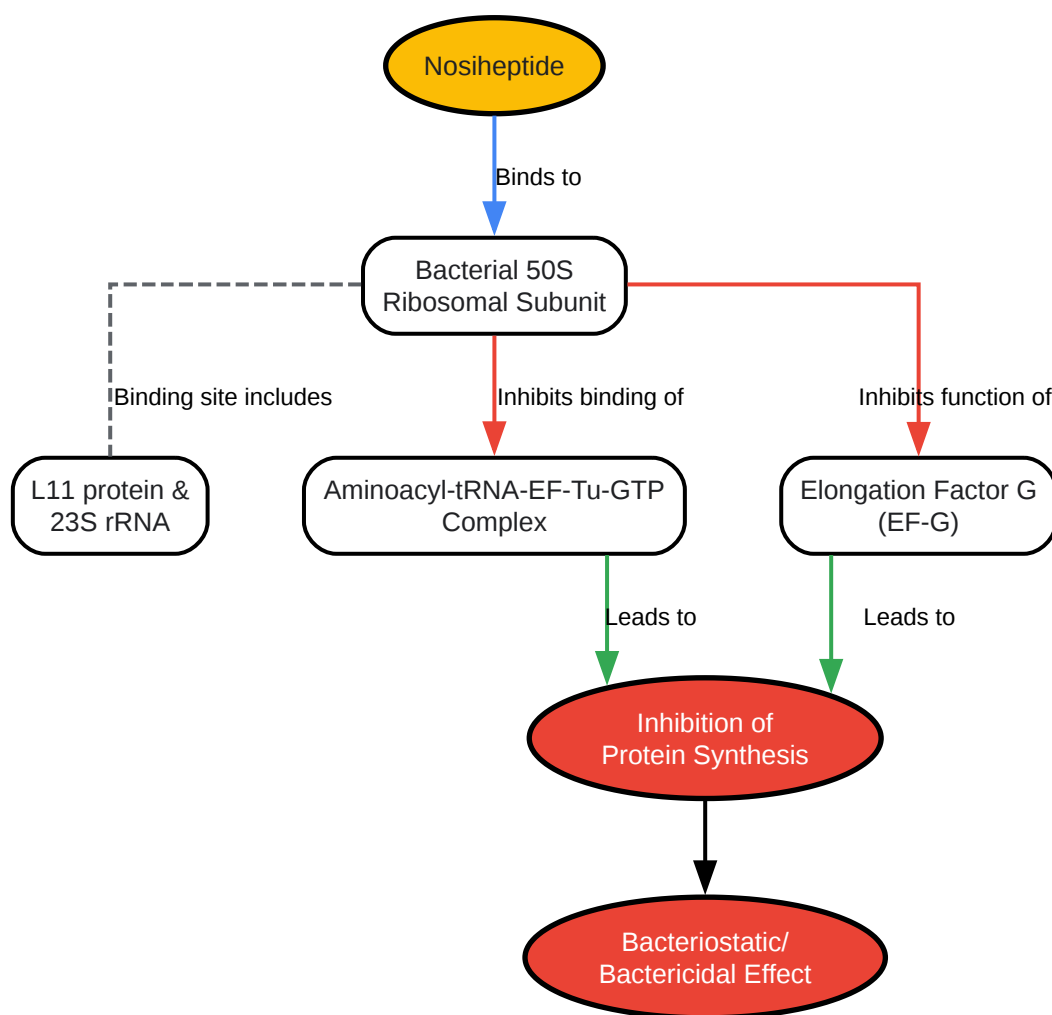 Nosiheptide
Binds to
Bacterial 50S
Ribosomal Subunit
Binding site includes
Inhibits binding of
Inhibits function of
L11 protein &
23S rRNA
Aminoacyl-tRNA-EF-Tu-GTP
Complex
Elongation Factor G
(EF-G)
Leads to
Leads to
Inhibition of
Protein Synthesis
Bacteriostatic/
Bactericidal Effect